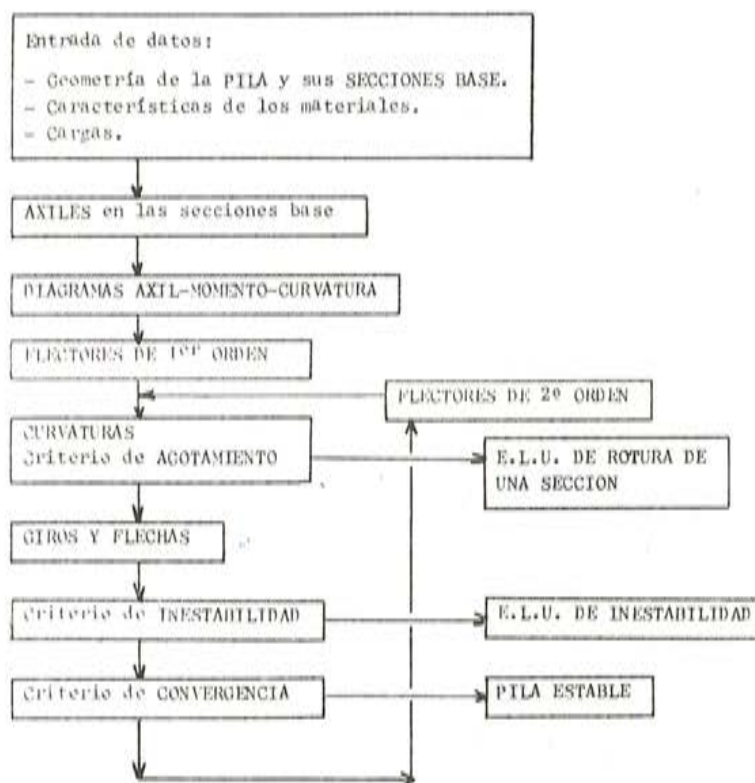 Entrada de datos:
- Geometría de la PILA y sus SECCIONES BASE.
- Características de los materiales.
- Cargas.
AXILES en las secciones base
DIAGRAMAS AXIL-MOMENTO-CURVATURA
FLECTORES DE 1er ORDEN
FLECTORES DE 2º ORDEN
CURVATURAS
Criterio de AGOTAMIENTO
E.L.U. DE ROTURA DE
UNA SECCION
GIROS Y FLECHAS
Criterio de INESTABILIDAD
E.L.U. DE INESTABILIDAD
Criterio de CONVERGENCIA
PILA ESTABLE